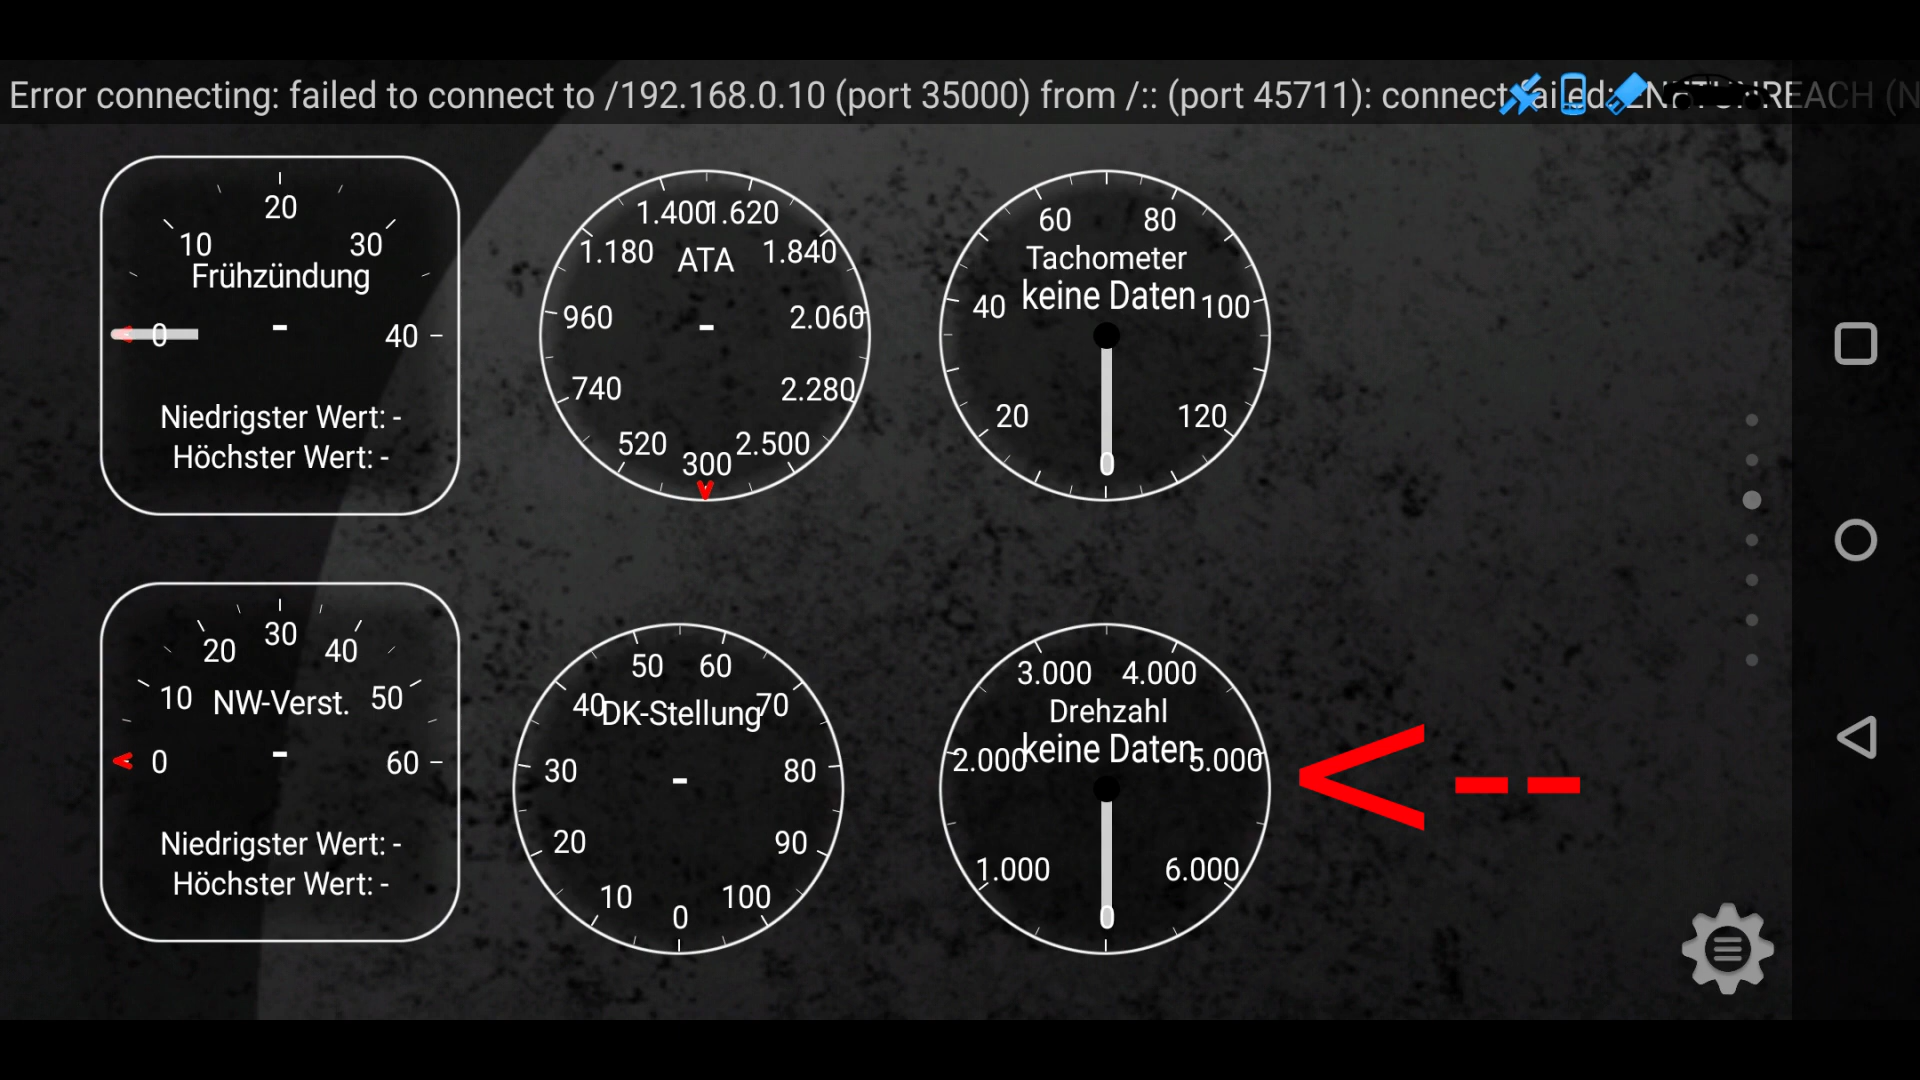 Error connecting: failed to connect to /192.168.0.10 (port 35000) from /:: (port 45711): connect failed: ENETUNREACH (N
20
10 30
Frühzündung
0 - 40
Niedrigster Wert: -
Höchster Wert: -
1.400 1.620
1.180 1.840
ATA
960 2.060
-
740 2.280
520 2.500
300
60 80
Tachometer
40 keine Daten 100
20 120
0
30
20 40
10 NW-Verst. 50
0 - 60
Niedrigster Wert: -
Höchster Wert: -
50 60
40 DK-Stellung 70
30 - 80
20 90
10 100
0
3.000 4.000
Drehzahl
2.000 keine Daten 5.000
1.000 6.000
0
< --